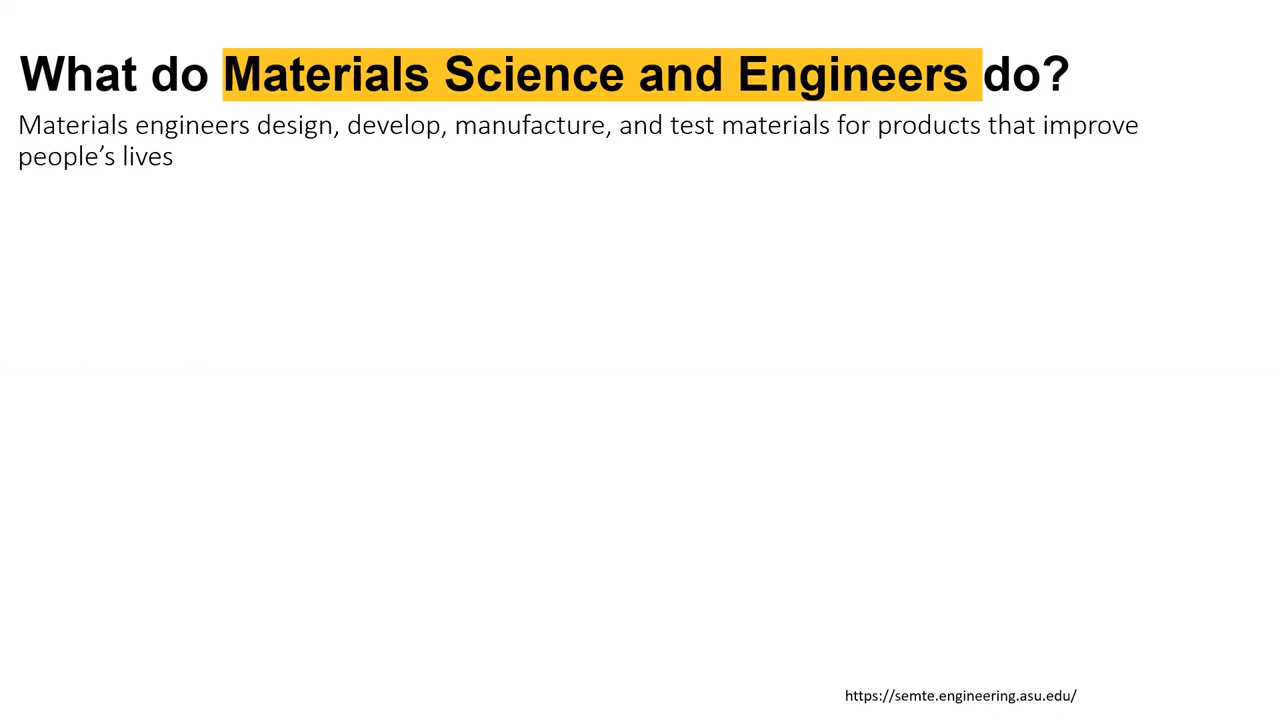 What do Materials Science and Engineers do?
Materials engineers design, develop, manufacture, and test materials for products that improve
people’s lives
https://semte.engineering.asu.edu/